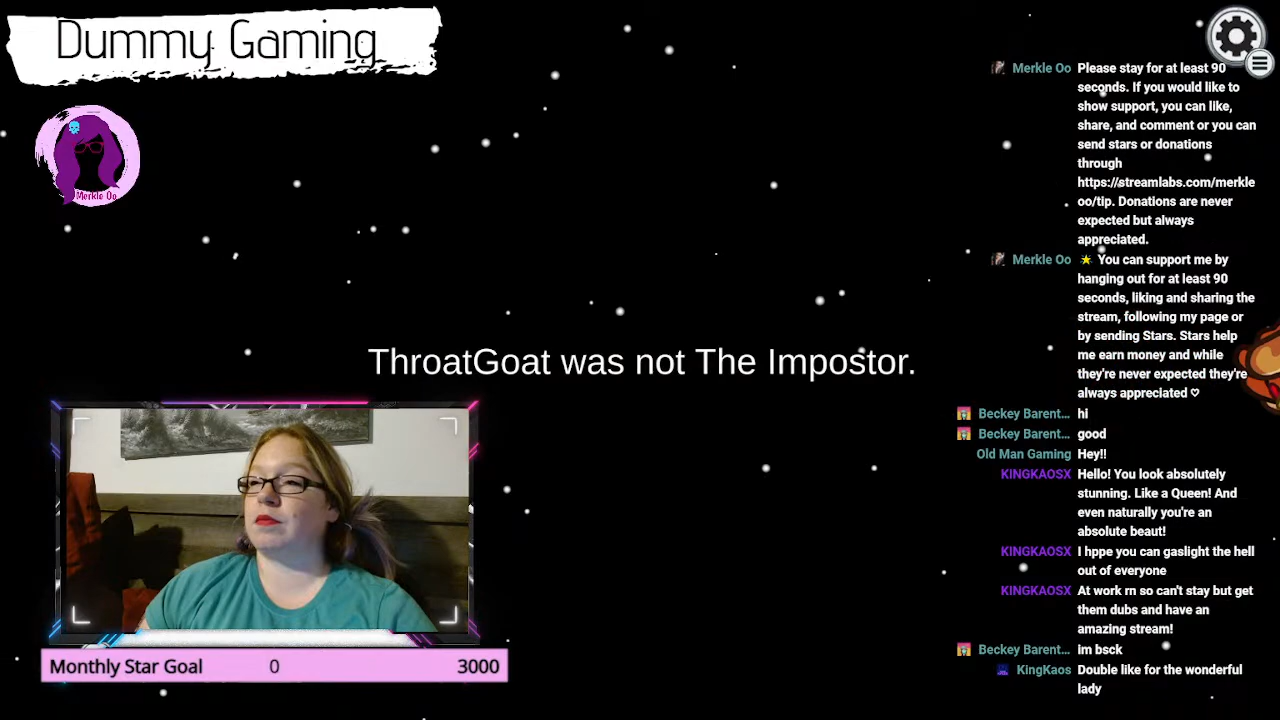 Dummy Gaming
Merkle Oo
ThroatGoat was not The Impostor.
Monthly Star Goal 0 3000
Merkle Oo Please stay for at least 90
seconds. If you would like to
show support, you can like,
share, and comment or you can
send stars or donations
through
https://streamlabs.com/merkle
oo/tip. Donations are never
expected but always
appreciated.
Merkle Oo You can support me by
hanging out for at least 90
seconds, liking and sharing the
stream, following my page or
by sending Stars. Stars help
me earn money and while
they're never expected they're
always appreciated ♡
Beckey Barent... hi
Beckey Barent... good
Old Man Gaming Hey!!
KINGKAOSX Hello! You look absolutely
stunning. Like a Queen! And
even naturally you're an
absolute beaut!
KINGKAOSX I hppe you can gaslight the hell
out of everyone
KINGKAOSX At work rn so can't stay but get
them dubs and have an
amazing stream!
Beckey Barent... im bsck
KingKaos Double like for the wonderful
lady